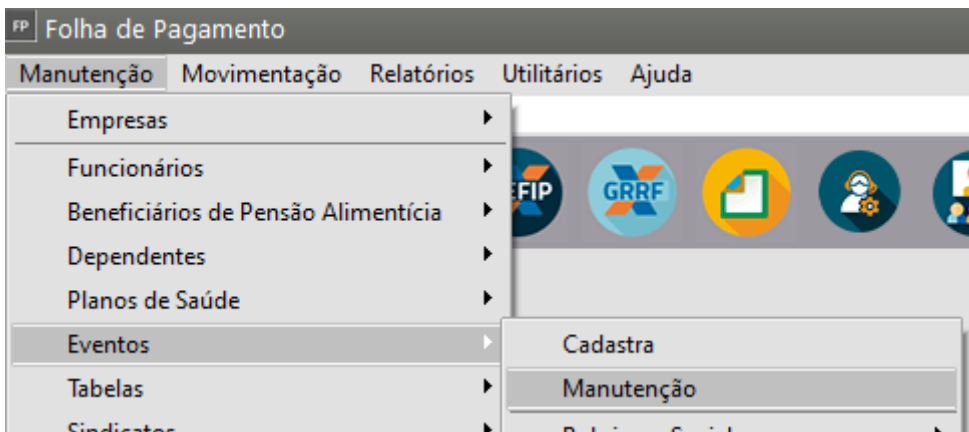 FP Folha de Pagamento
Manutenção Movimentação Relatórios Utilitários Ajuda
Empresas
Funcionários
GRRF
Beneficiários de Pensão Alimentícia
Dependentes
Planos de Saúde
Eventos
Cadastra
Tabelas
Manutenção
Sindicatos